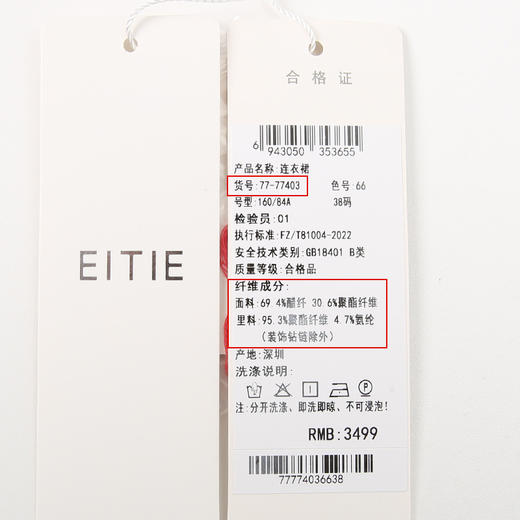 EITIE
合格证
6 943050 353655
产品名称:连衣裙
货号:77-77403 色号:66
号型:160/84A 38码
检验员:01
执行标准:FZ/T81004-2022
安全技术类别:GB18401 B类
质量等级:合格品
纤维成分:
面料:69.4%醋纤 30.6%聚酯纤维
里料:95.3%聚酯纤维 4.7%氨纶
(装饰钻链除外)
产地:深圳
洗涤说明:
注:分开洗涤、即洗即晾、不可浸泡!
RMB:3499
77774036638